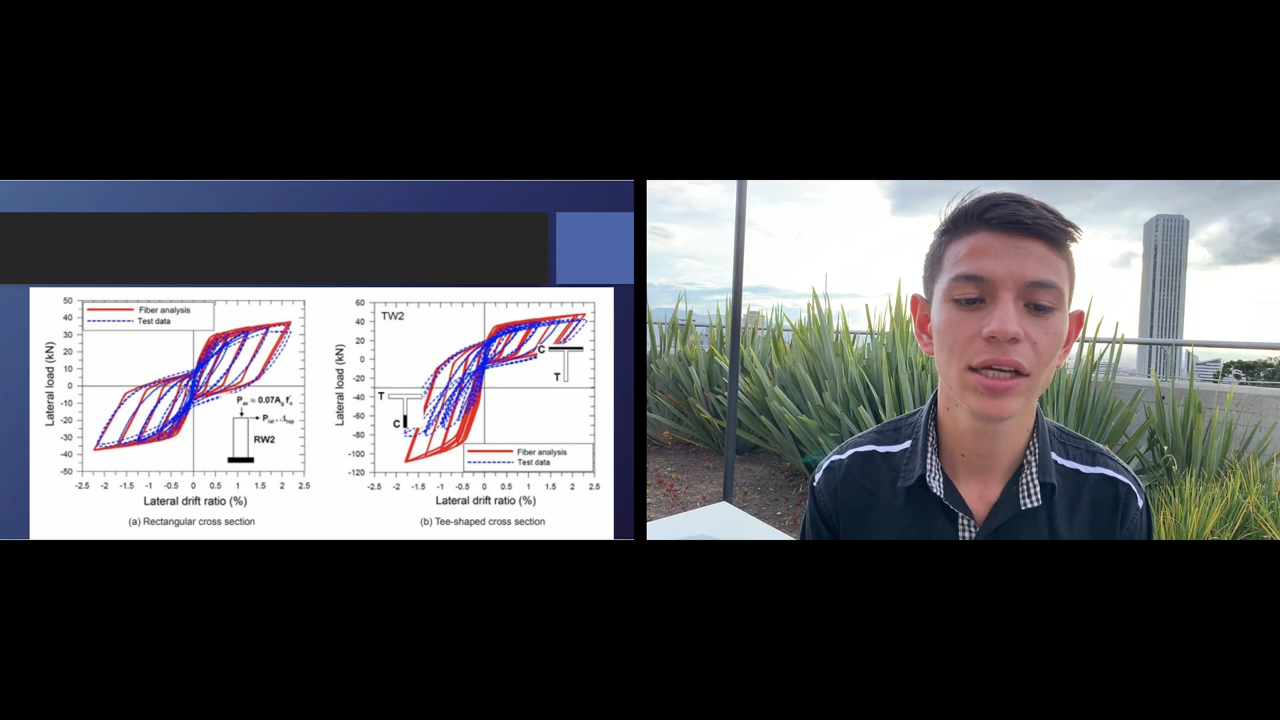 50
40
30
20
10
0
-10
-20
-30
-40
-50
Lateral load (kN)
Fiber analysis
Test data
RW2
-2.5 -2 -1.5 -1 -0.5 0 0.5 1 1.5 2 2.5
Lateral drift ratio (%)
(a) Rectangular cross section
60
40
20
0
-20
-40
-60
-80
-120
Lateral load (kN)
TW2
C
T
T
C
Fiber analysis
Test data
-2.5 -2 -1.5 -1 -0.5 0 0.5 1 1.5 2 2.5
Lateral drift ratio (%)
(b) Tee-shaped cross section